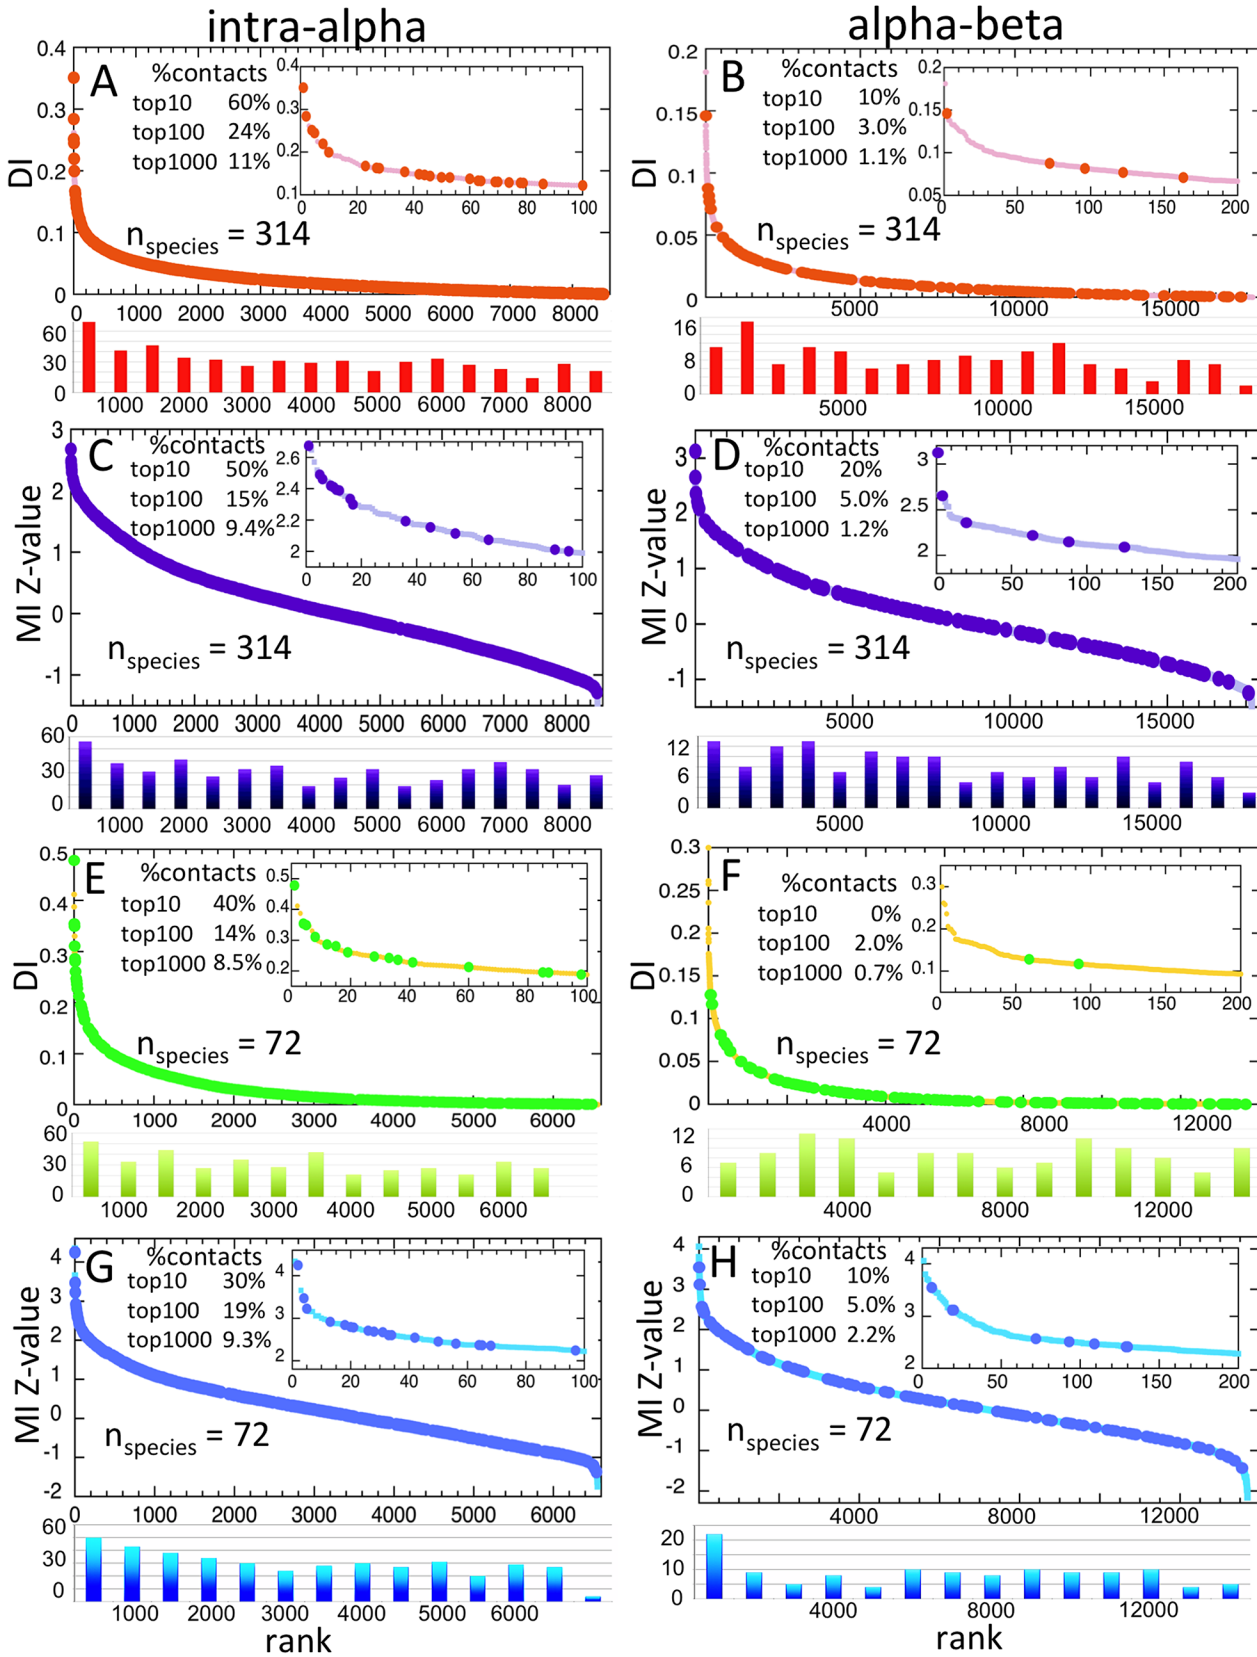 intra-alpha
alpha-beta
A
%contacts
top10 60%
top100 24%
top1000 11%
n species = 314
DI
0.4
0.3
0.2
0.1
0
0.4
0.3
0.2
0.1
0 20 40 60 80 100
0 1000 2000 3000 4000 5000 6000 7000 8000
60
30
0
1000 2000 3000 4000 5000 6000 7000 8000
B
%contacts
top10 10%
top100 3.0%
top1000 1.1%
n species = 314
DI
0.2
0.15
0.1
0.05
0
0.2
0.15
0.1
0.05
0 50 100 150 200
5000 10000 15000
16
8
0
5000 10000 15000
C
%contacts
top10 50%
top100 15%
top1000 9.4%
n species = 314
MI Z-value
3
2
1
0
-1
2.6
2.4
2.2
2
0 20 40 60 80 100
0 1000 2000 3000 4000 5000 6000 7000 8000
60
30
0
1000 2000 3000 4000 5000 6000 7000 8000
D
%contacts
top10 20%
top100 5.0%
top1000 1.2%
n species = 314
MI Z-value
3
2
1
0
-1
3
2.5
2
0 50 100 150 200
5000 10000 15000
12
6
0
5000 10000 15000
E
%contacts
top10 40%
top100 14%
top1000 8.5%
n species = 72
DI
0.5
0.4
0.3
0.2
0.1
0
0.5
0.4
0.3
0.2
0 20 40 60 80 100
0 1000 2000 3000 4000 5000 6000
60
30
0
1000 2000 3000 4000 5000 6000
F
%contacts
top10 0%
top100 2.0%
top1000 0.7%
n species = 72
DI
0.3
0.25
0.2
0.15
0.1
0.05
0
0.3
0.2
0.1
0 50 100 150 200
4000 8000 12000
12
6
0
4000 8000 12000
G
%contacts
top10 30%
top100 19%
top1000 9.3%
n species = 72
MI Z-value
4
3
2
1
0
-1
-2
4
3
2
0 20 40 60 80 100
0 1000 2000 3000 4000 5000 6000
60
30
0
1000 2000 3000 4000 5000 6000
rank
H
%contacts
top10 10%
top100 5.0%
top1000 2.2%
n species = 72
MI Z-value
4
3
2
1
0
-1
-2
4
3
2
0 50 100 150 200
4000 8000 12000
20
10
0
4000 8000 12000
rank